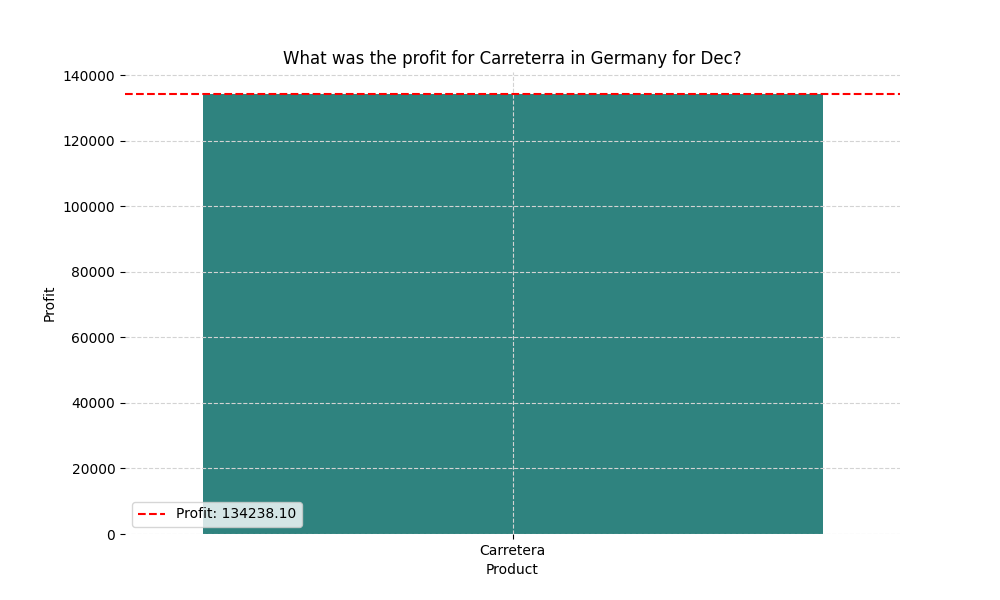 What was the profit for Carreterra in Germany for Dec?
140000
120000
100000
80000
60000
40000
20000
0
Profit
Profit: 134238.10
Carretera
Product